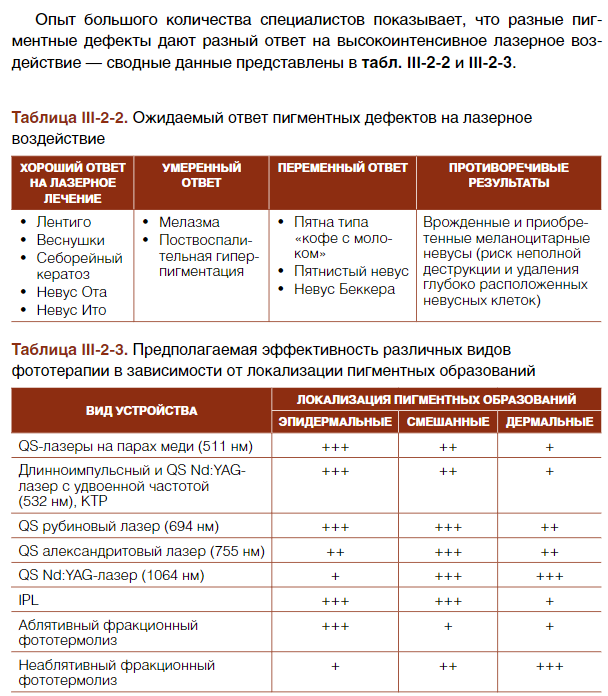 Опыт большого количества специалистов показывает, что разные пиг-
ментные дефекты дают разный ответ на высокоинтенсивное лазерное воз-
действие — сводные данные представлены в табл. III-2-2 и III-2-3.
Таблица III-2-2. Ожидаемый ответ пигментных дефектов на лазерное
воздействие
ХОРОШИЙ ОТВЕТ
НА ЛАЗЕРНОЕ
ЛЕЧЕНИЕ
УМЕРЕННЫЙ
ОТВЕТ
ПЕРЕМЕННЫЙ ОТВЕТ
ПРОТИВОРЕЧИВЫЕ
РЕЗУЛЬТАТЫ
• Лентиго
• Веснушки
• Себорейный
кератоз
• Невус Ота
• Невус Ито
• Мелазма
• Поствоспали-
тельная гипер-
пигментация
• Пятна типа
«кофе с моло-
ком»
• Пятнистый невус
• Невус Беккера
Врожденные и приобре-
тенные меланоцитарные
невусы (риск неполной
деструкции и удаления
глубоко расположенных
невусных клеток)
Таблица III-2-3. Предполагаемая эффективность различных видов
фототерапии в зависимости от локализации пигментных образований
ВИД УСТРОЙСТВА
ЛОКАЛИЗАЦИЯ ПИГМЕНТНЫХ ОБРАЗОВАНИЙ
ЭПИДЕРМАЛЬНЫЕ СМЕШАННЫЕ ДЕРМАЛЬНЫЕ
QS-лазеры на парах меди (511 нм) +++ ++ +
Длинноимпульсный и QS Nd:YAG- +++ ++ +
лазер с удвоенной частотой
(532 нм), КТР
QS рубиновый лазер (694 нм) +++ +++ ++
QS александритовый лазер (755 нм) ++ +++ ++
QS Nd:YAG-лазер (1064 нм) + +++ +++
IPL +++ +++ +
Аблятивный фракционный +++ + +
фототермолиз
Неаблятивный фракционный + ++ +++
фототермолиз